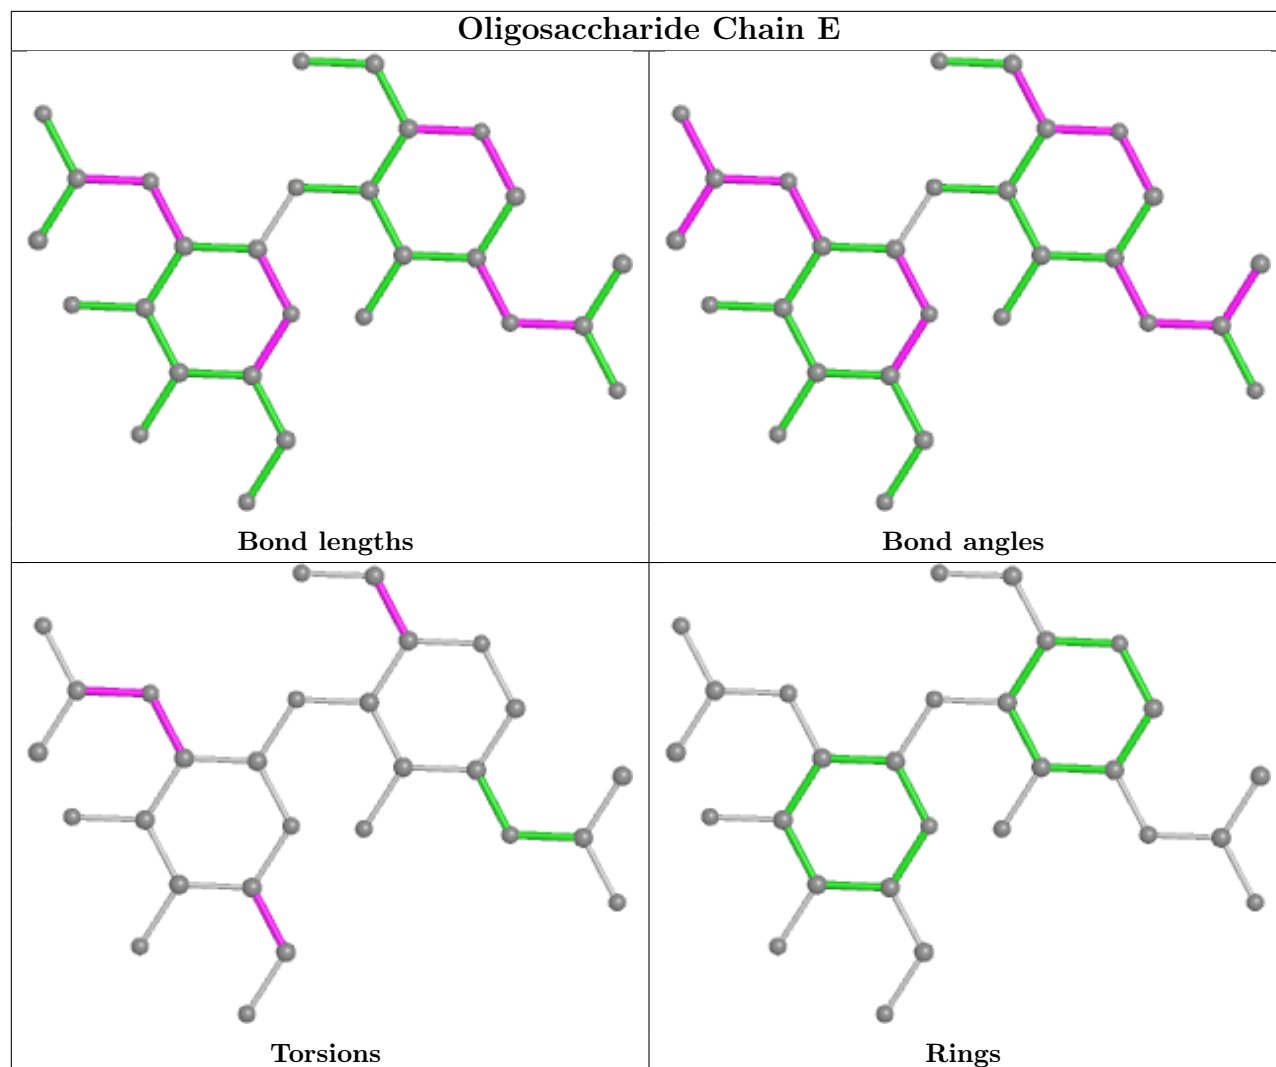 Oligosaccharide Chain E
Bond lengths
Bond angles
Torsions
Rings